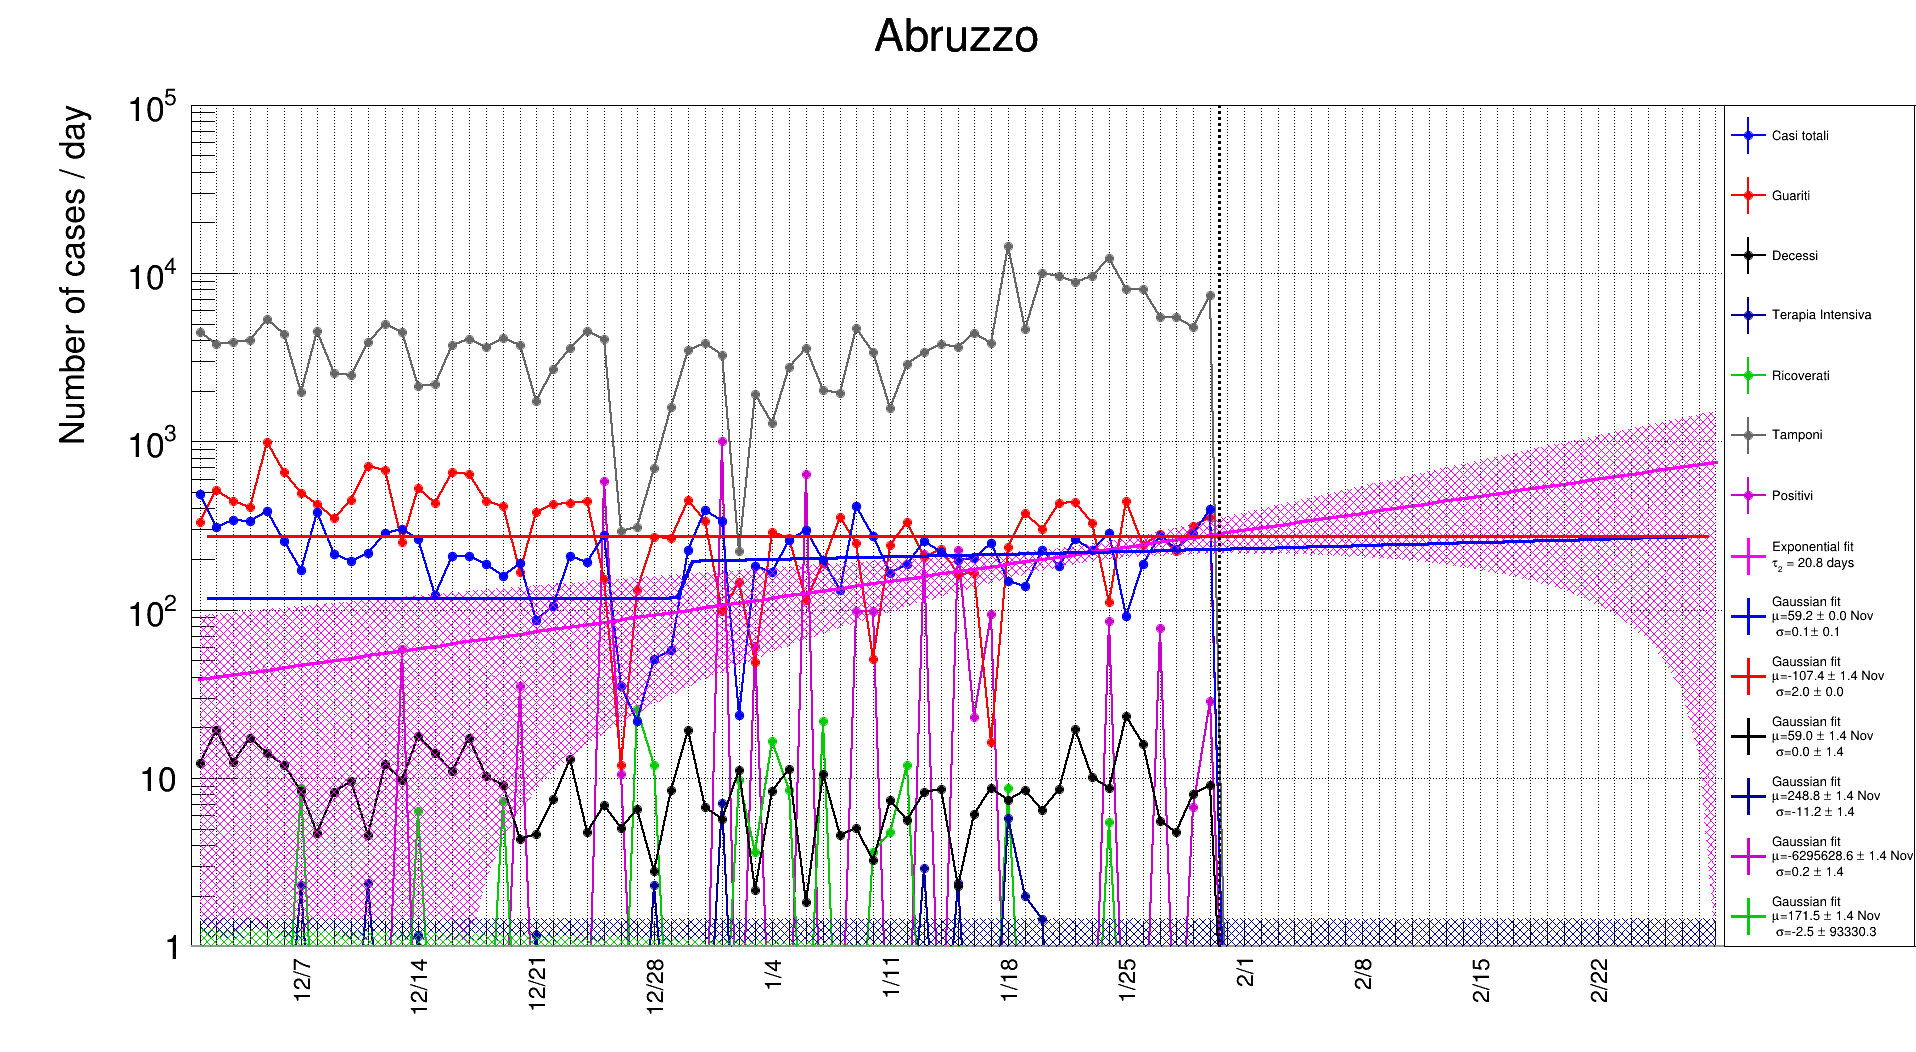 Abruzzo
Number of cases / day
10^5
10^4
10^3
10^2
10
1
12/7
12/14
12/21
12/28
1/4
1/11
1/18
1/25
2/1
2/8
2/15
2/22
Casi totali
Guariti
Decessi
Terapia Intensiva
Ricoverati
Tamponi
Positivi
Exponential fit
τ₂ = 20.8 days
Gaussian fit
μ=59.2 ± 0.0 Nov
σ=0.1 ± 0.1
Gaussian fit
μ=-107.4 ± 1.4 Nov
σ=2.0 ± 0.0
Gaussian fit
μ=59.0 ± 1.4 Nov
σ=0.0 ± 1.4
Gaussian fit
μ=248.8 ± 1.4 Nov
σ=-11.2 ± 1.4
Gaussian fit
μ=-6295628.6 ± 1.4 Nov
σ=0.2 ± 1.4
Gaussian fit
μ=171.5 ± 1.4 Nov
σ=-2.5 ± 93330.3